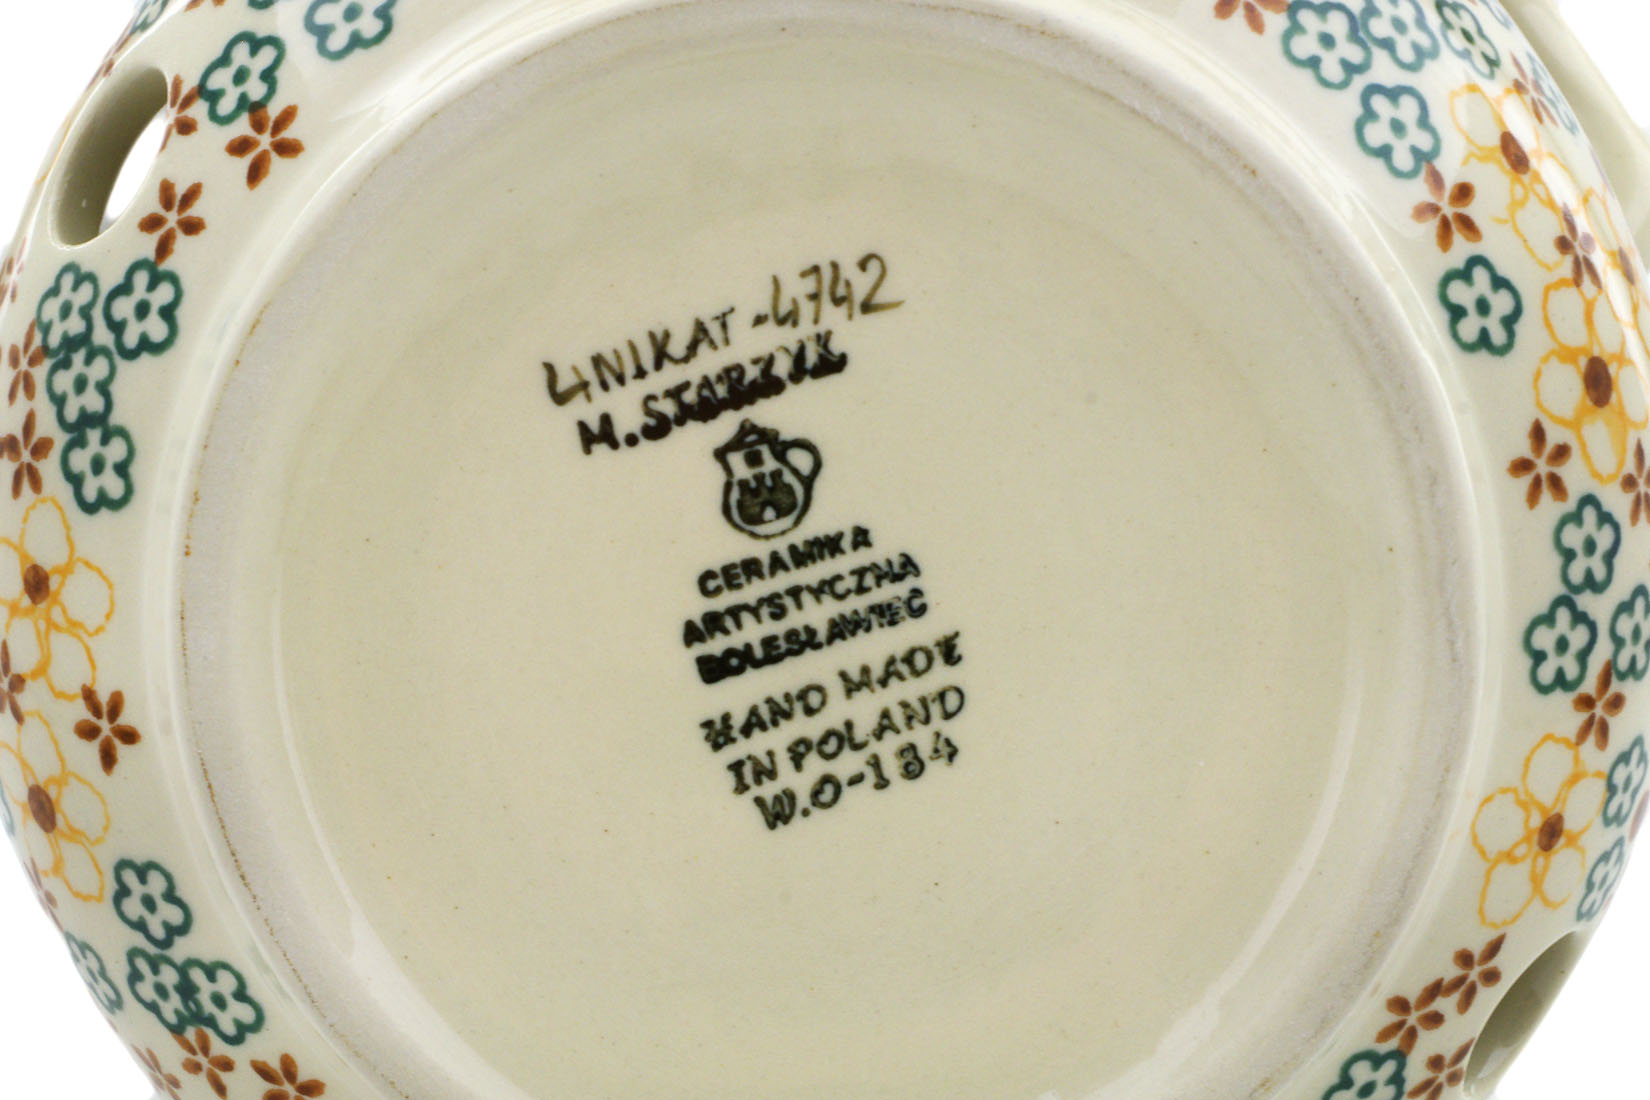 UNIKAT-4742
M.STARZYK
CERAMIKA
ARTYSTYCZNA
BOLESŁAWIEC
HAND MADE
IN POLAND
W.O-184